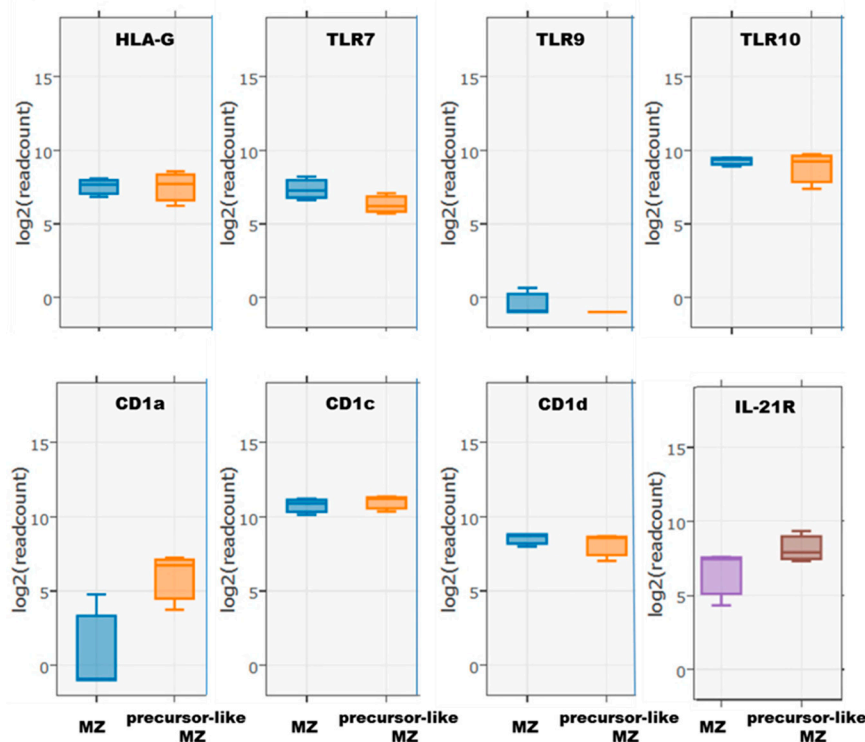 HLA-G
TLR7
TLR9
TLR10
log2(readcount)
15
10
5
0
log2(readcount)
15
10
5
0
log2(readcount)
15
10
5
0
log2(readcount)
15
10
5
0
CD1a
CD1c
CD1d
IL-21R
log2(readcount)
15
10
5
0
log2(readcount)
15
10
5
0
log2(readcount)
15
10
5
0
log2(readcount)
15
10
5
0
MZ
precursor-like
MZ
MZ
precursor-like
MZ
MZ
precursor-like
MZ
MZ
precursor-like
MZ